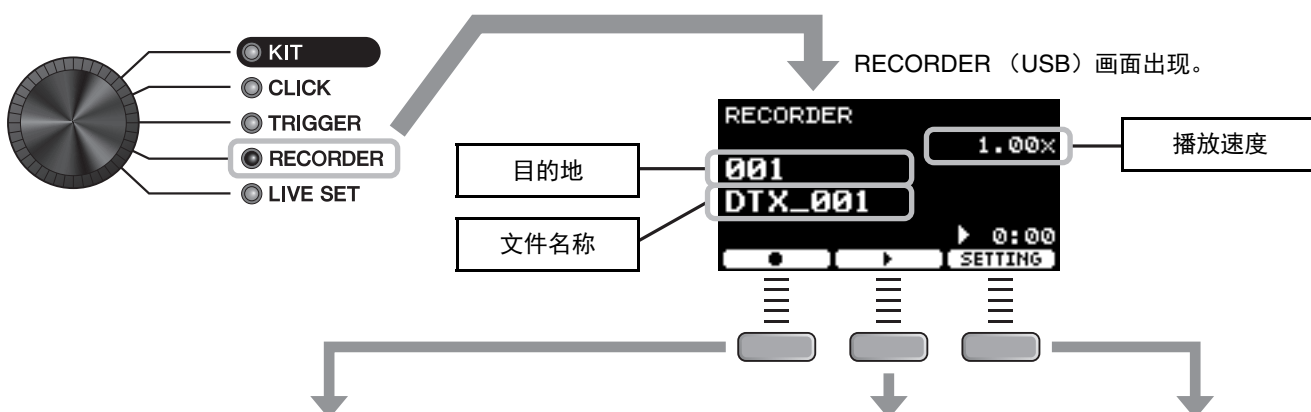 KIT
CLICK
TRIGGER
RECORDER
LIVE SET
RECORDER （USB）画面出现。
RECORDER
1.00×
001
DTX_001
0:00
SETTING
目的地
文件名称
播放速度